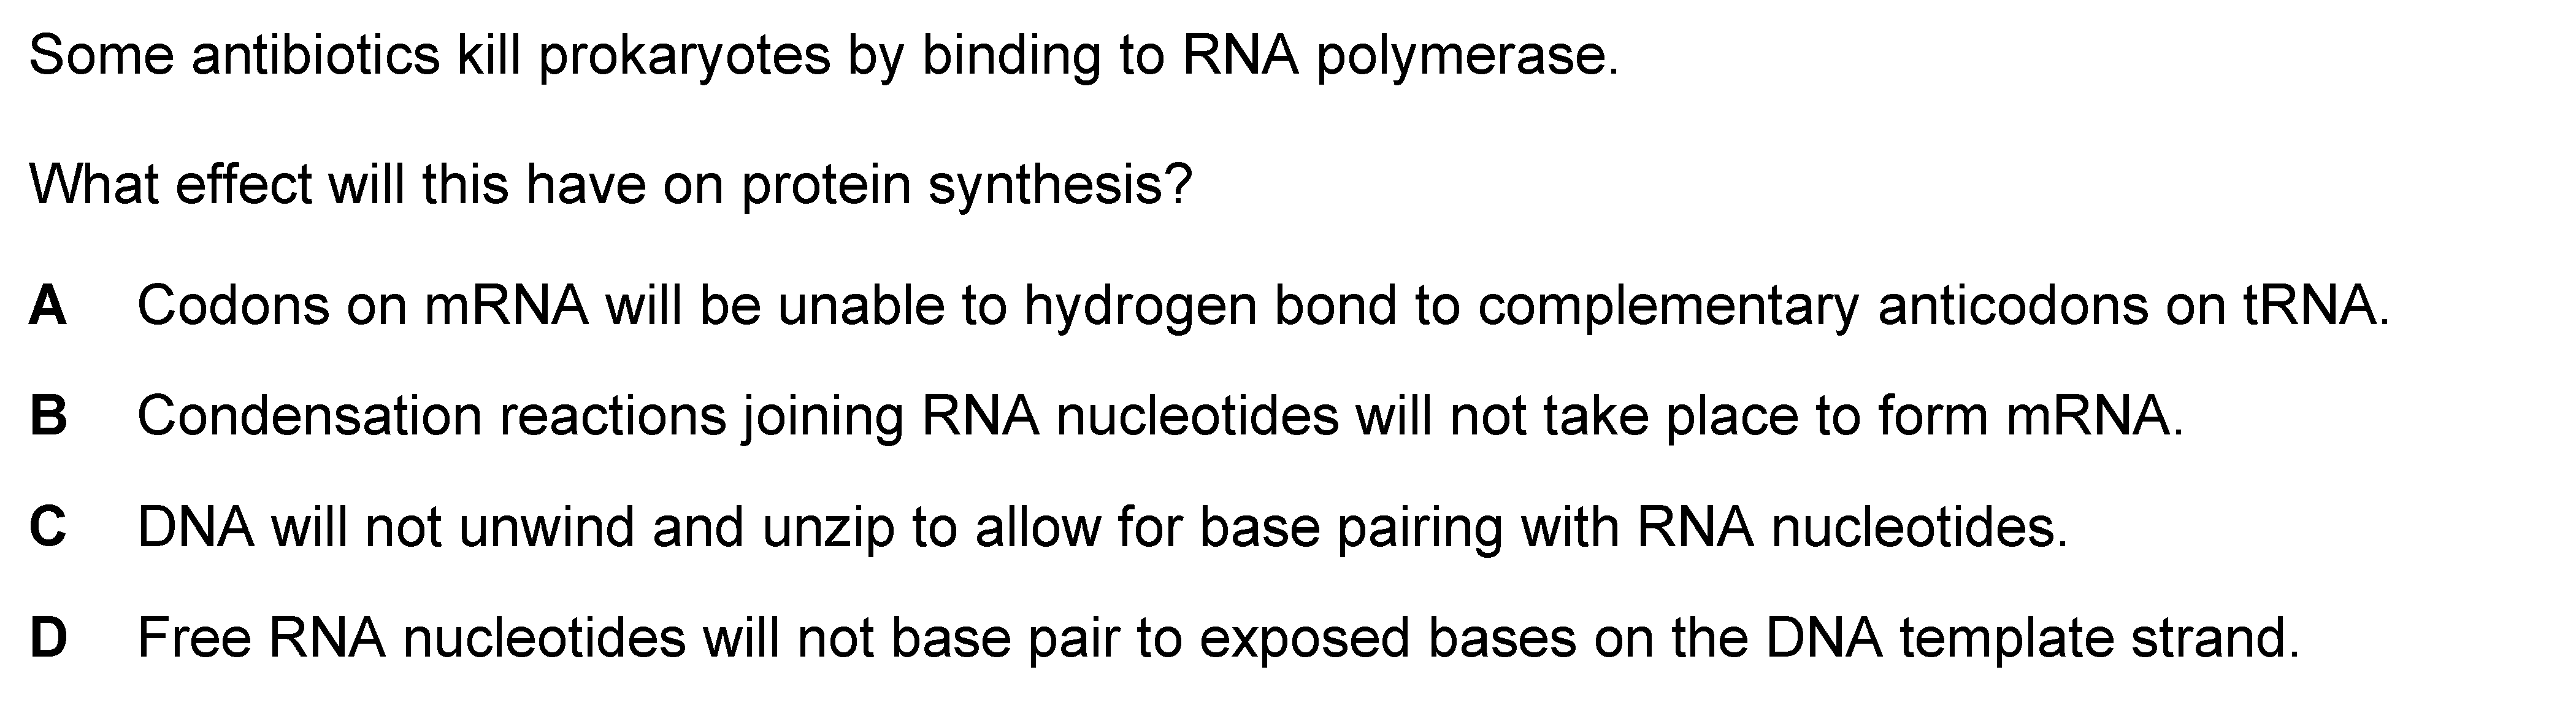 Some antibiotics kill prokaryotes by binding to RNA polymerase.
What effect will this have on protein synthesis?
A Codons on mRNA will be unable to hydrogen bond to complementary anticodons on tRNA.
B Condensation reactions joining RNA nucleotides will not take place to form mRNA.
C DNA will not unwind and unzip to allow for base pairing with RNA nucleotides.
D Free RNA nucleotides will not base pair to exposed bases on the DNA template strand.